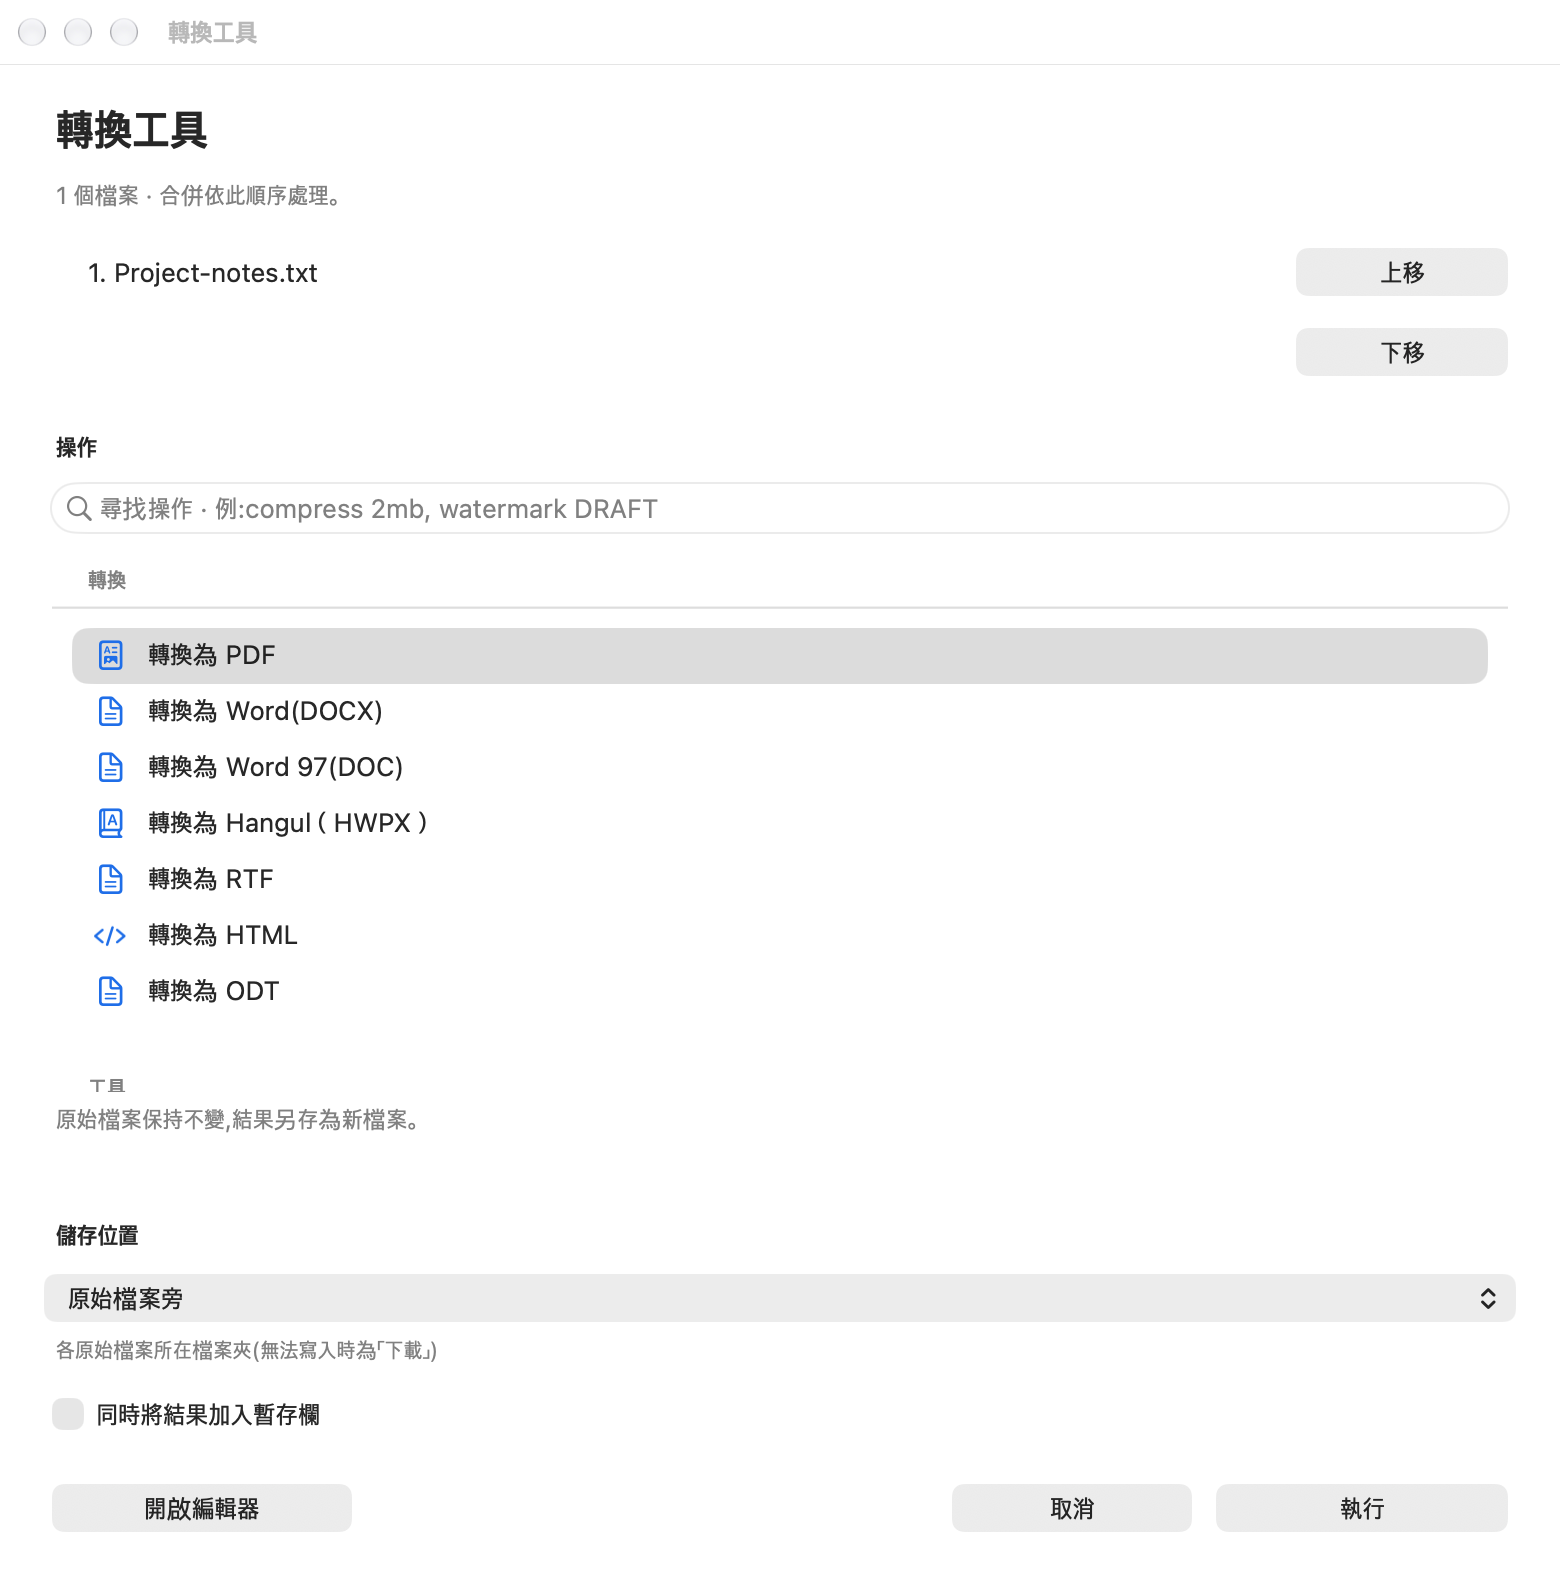 轉換工具
轉換工具
1 個檔案 · 合併依此順序處理。
1. Project-notes.txt
上移
下移
操作
尋找操作 · 例:compress 2mb, watermark DRAFT
轉換
轉換為 PDF
轉換為 Word(DOCX)
轉換為 Word 97(DOC)
轉換為 Hangul（HWPX）
轉換為 RTF
轉換為 HTML
轉換為 ODT
工具
原始檔案保持不變,結果另存為新檔案。
儲存位置
原始檔案旁
各原始檔案所在檔案夾(無法寫入時為「下載」)
同時將結果加入暫存欄
開啟編輯器
取消
執行